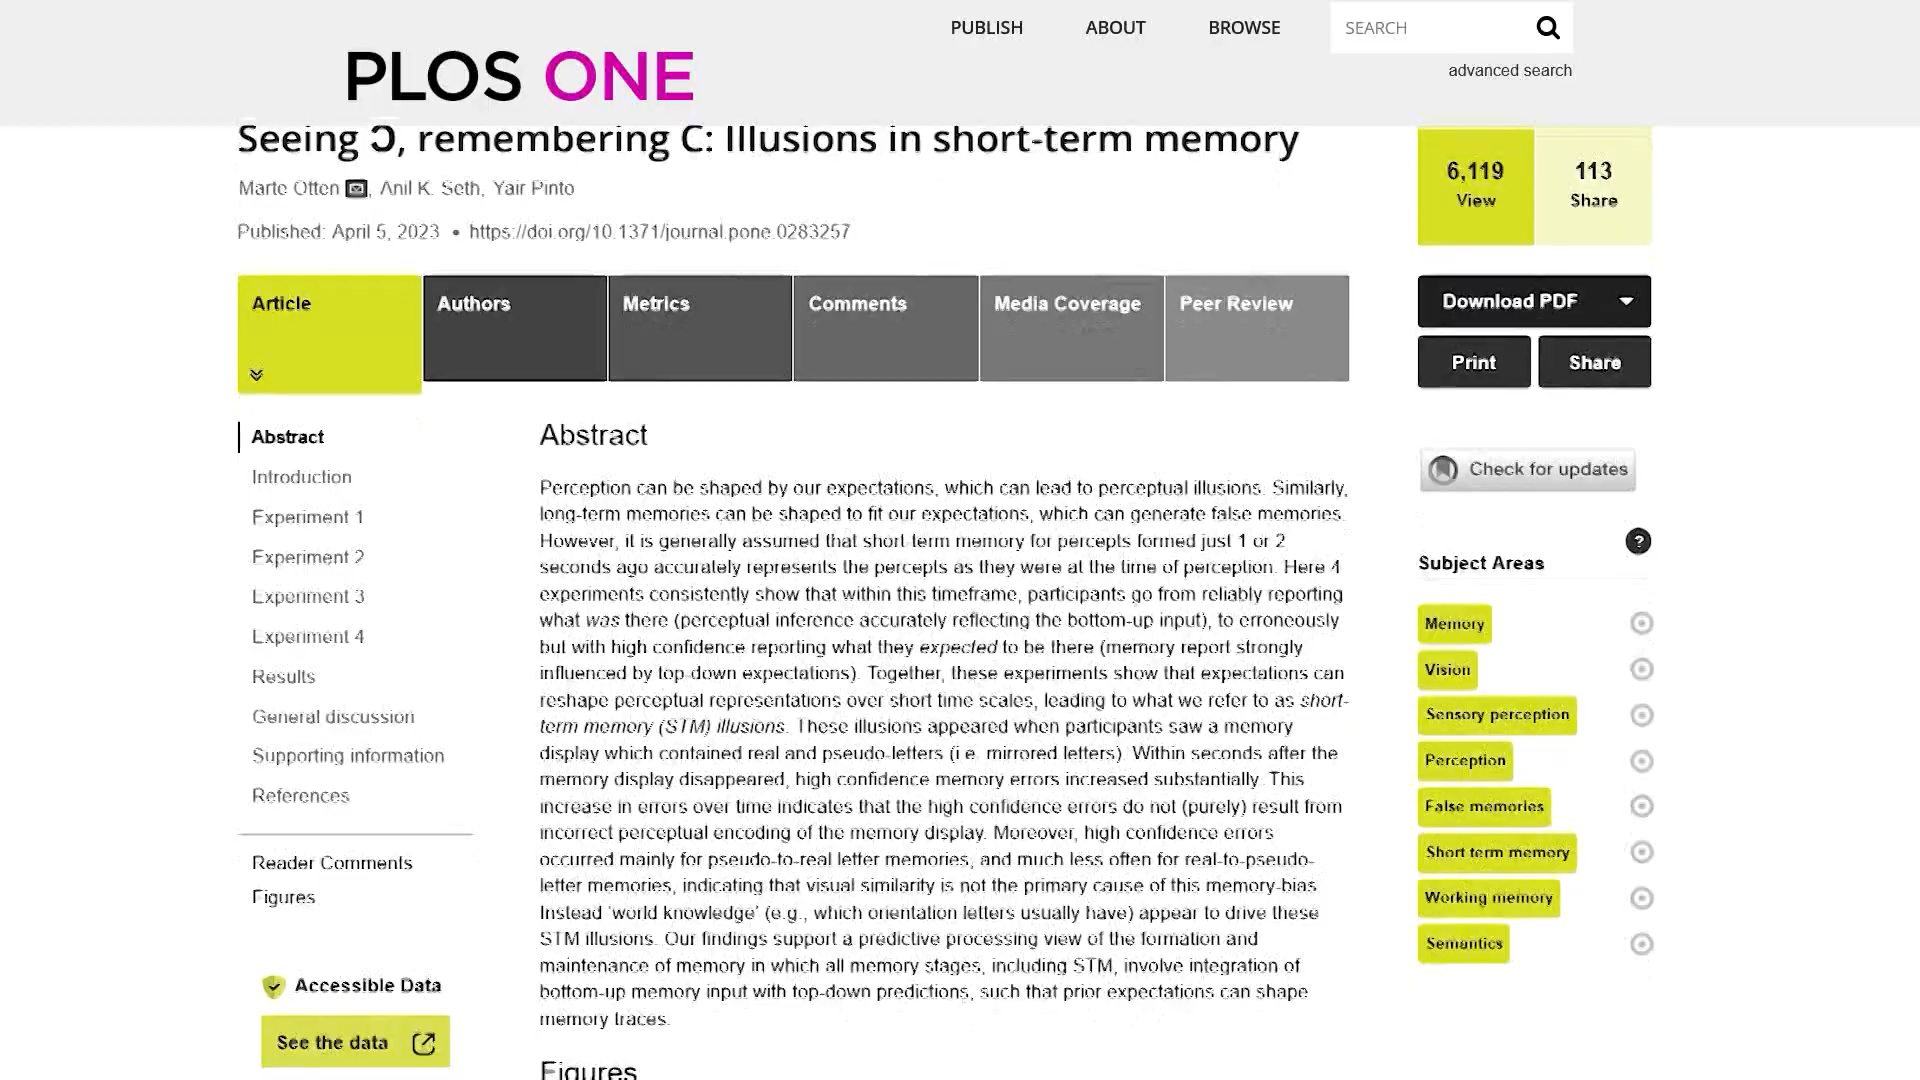 PUBLISH ABOUT BROWSE SEARCH
advanced search
PLOS ONE
Seeing Ɔ, remembering C: Illusions in short-term memory
Marte Otten, Anil K. Seth, Yair Pinto
Published: April 5, 2023 • https://doi.org/10.1371/journal.pone.0283257
6,119 View
113 Share
Article
Authors
Metrics
Comments
Media Coverage
Peer Review
Download PDF
Print
Share
Check for updates
Abstract
Introduction
Experiment 1
Experiment 2
Experiment 3
Experiment 4
Results
General discussion
Supporting information
References
Reader Comments
Figures
Accessible Data
See the data
Abstract
Perception can be shaped by our expectations, which can lead to perceptual illusions. Similarly,
long-term memories can be shaped to fit our expectations, which can generate false memories.
However, it is generally assumed that short term memory for percepts formed just 1 or 2
seconds ago accurately represents the percepts as they were at the time of perception. Here 4
experiments consistently show that within this timeframe, participants go from reliably reporting
what was there (perceptual inference accurately reflecting the bottom-up input), to erroneously
but with high confidence reporting what they expected to be there (memory report strongly
influenced by top-down expectations). Together, these experiments show that expectations can
reshape perceptual representations over short time scales, leading to what we refer to as short-
term memory (STM) illusions. These illusions appeared when participants saw a memory
display which contained real and pseudo-letters (i.e. mirrored letters). Within seconds after the
memory display disappeared, high confidence memory errors increased substantially. This
increase in errors over time indicates that the high confidence errors do not (purely) result from
incorrect perceptual encoding of the memory display. Moreover, high confidence errors
occurred mainly for pseudo-to-real letter memories, and much less often for real-to-pseudo-
letter memories, indicating that visual similarity is not the primary cause of this memory-bias.
Instead 'world knowledge' (e.g., which orientation letters usually have) appear to drive these
STM illusions. Our findings support a predictive processing view of the formation and
maintenance of memory in which all memory stages, including STM, involve integration of
bottom-up memory input with top-down predictions, such that prior expectations can shape
memory traces.
Figures
?
Subject Areas
Memory
Vision
Sensory perception
Perception
False memories
Short term memory
Working memory
Semantics